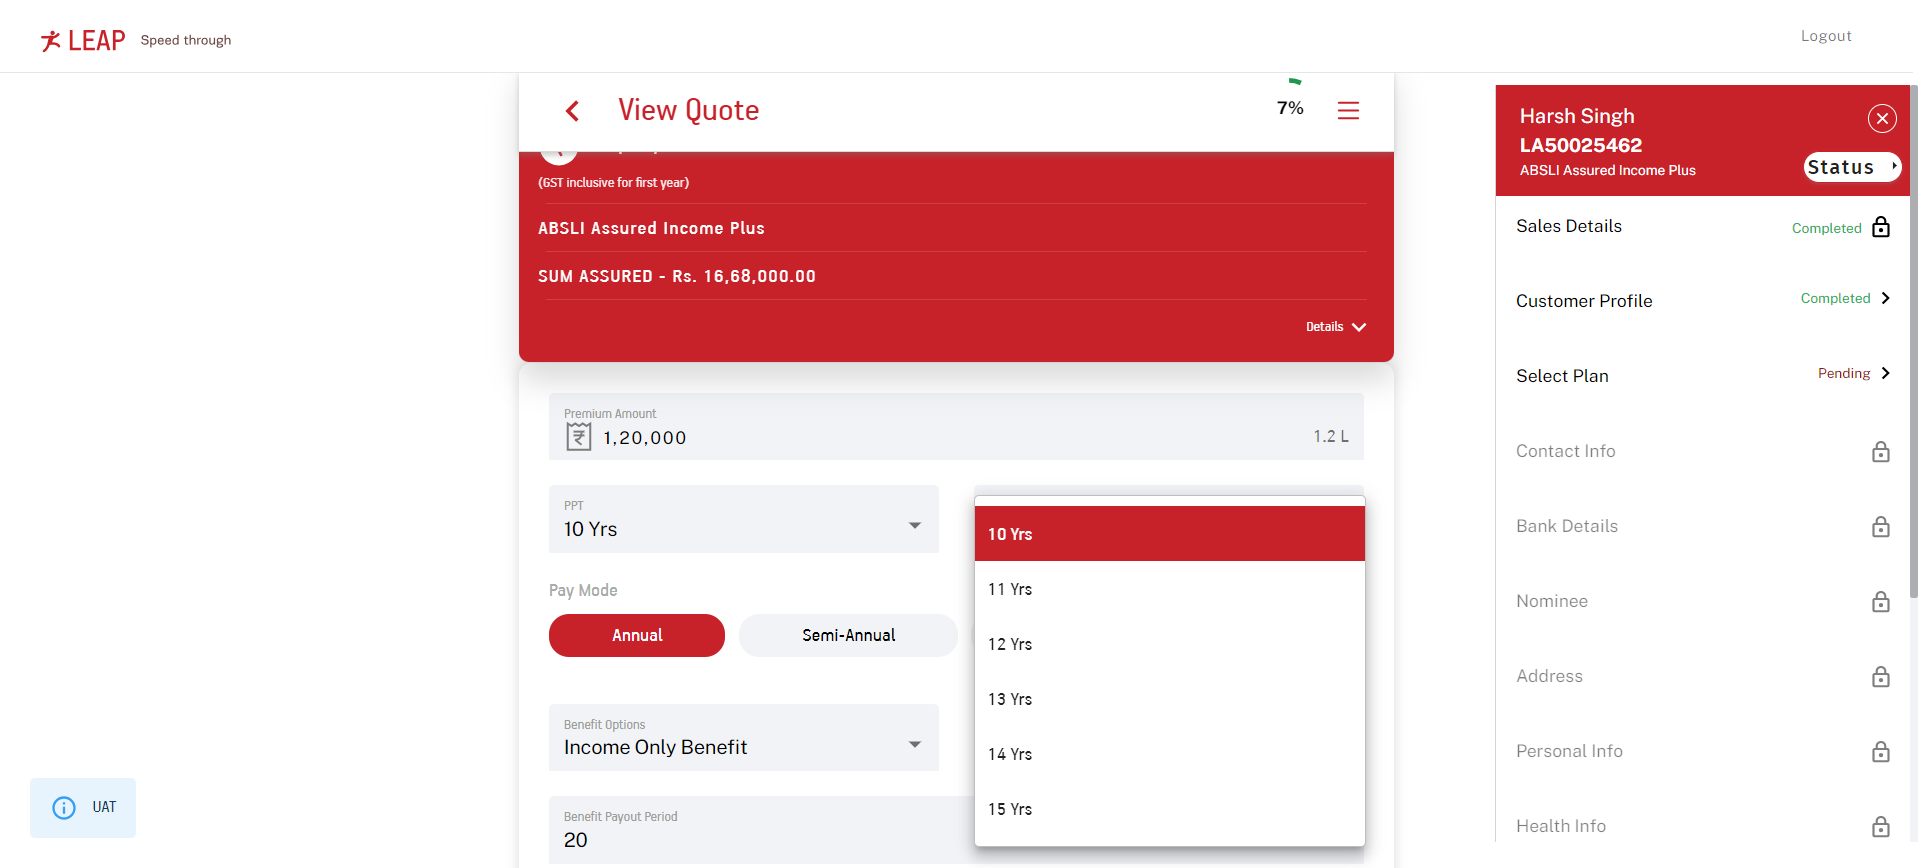 LEAP Speed through
Logout
View Quote
7%
(GST inclusive for first year)
ABSLI Assured Income Plus
SUM ASSURED - Rs. 16,68,000.00
Details
Premium Amount
1,20,000
1.2 L
PPT
10 Yrs
10 Yrs
11 Yrs
12 Yrs
13 Yrs
14 Yrs
15 Yrs
Pay Mode
Annual
Semi-Annual
Benefit Options
Income Only Benefit
Benefit Payout Period
20
UAT
Harsh Singh
LA50025462
ABSLI Assured Income Plus
Status
Sales Details
Completed
Customer Profile
Completed
Select Plan
Pending
Contact Info
Bank Details
Nominee
Address
Personal Info
Health Info